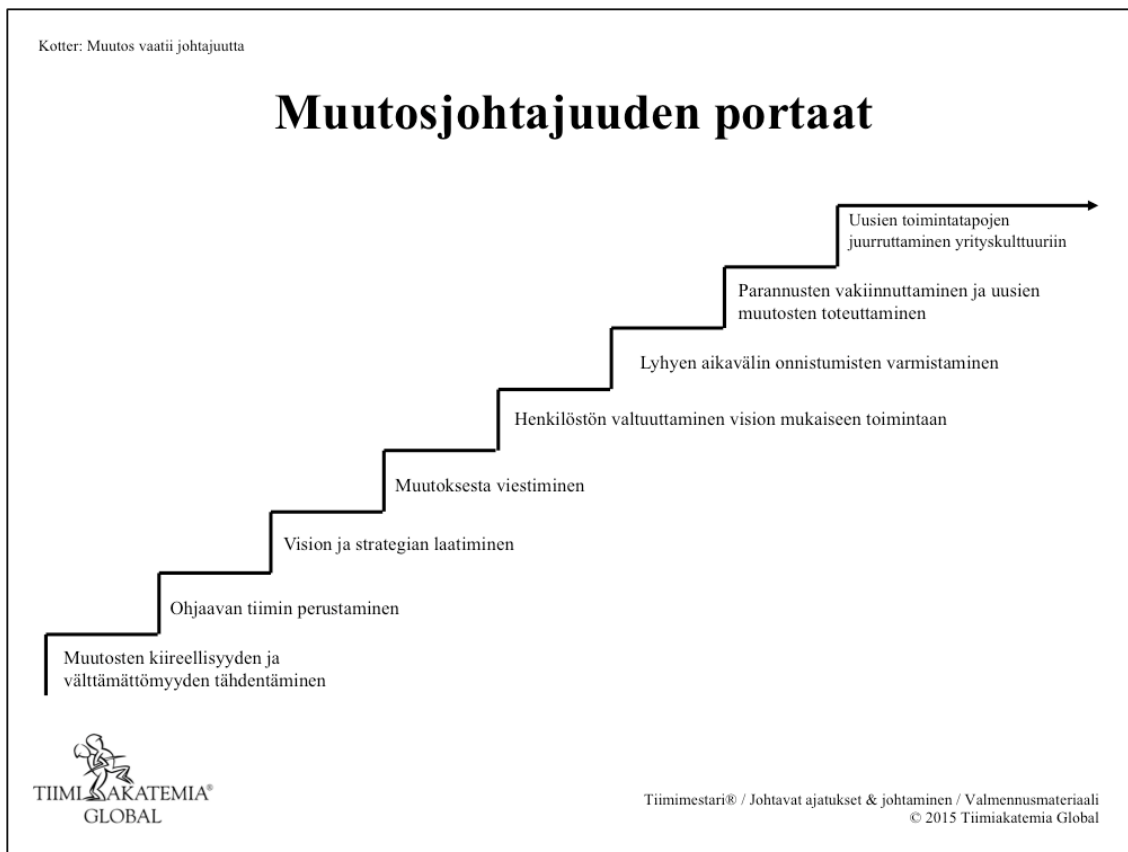 Kotter: Muutos vaatii johtajuutta
Muutosjohtajuuden portaat
Uusien toimintatapojen
juurruttaminen yrityskulttuuriin
Parannusten vakiinnuttaminen ja uusien
muutosten toteuttaminen
Lyhyen aikavälin onnistumisten varmistaminen
Henkilöstön valtuuttaminen vision mukaiseen toimintaan
Muutoksesta viestiminen
Vision ja strategian laatiminen
Ohjaavan tiimin perustaminen
Muutosten kiireellisyyden ja
välttämättömyyden tähdentäminen
TIIMIAKATEMIA®
GLOBAL
Tiimimestari® / Johtavat ajatukset & johtaminen / Valmennusmateriaali
© 2015 Tiimiakatemia Global